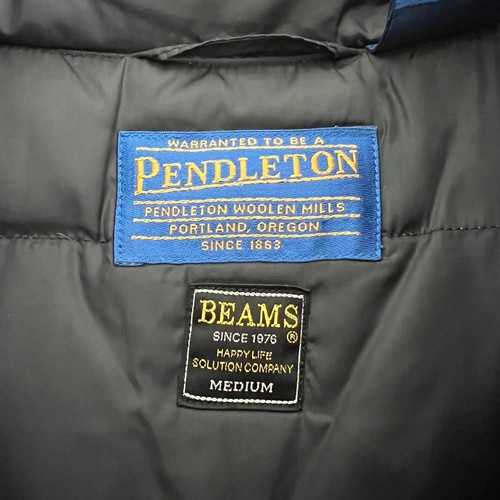 WARRANTED TO BE A
PENDLETON
PENDLETON WOOLEN MILLS
PORTLAND, OREGON
SINCE 1863
BEAMS®
SINCE 1976
HAPPY LIFE
SOLUTION COMPANY
MEDIUM